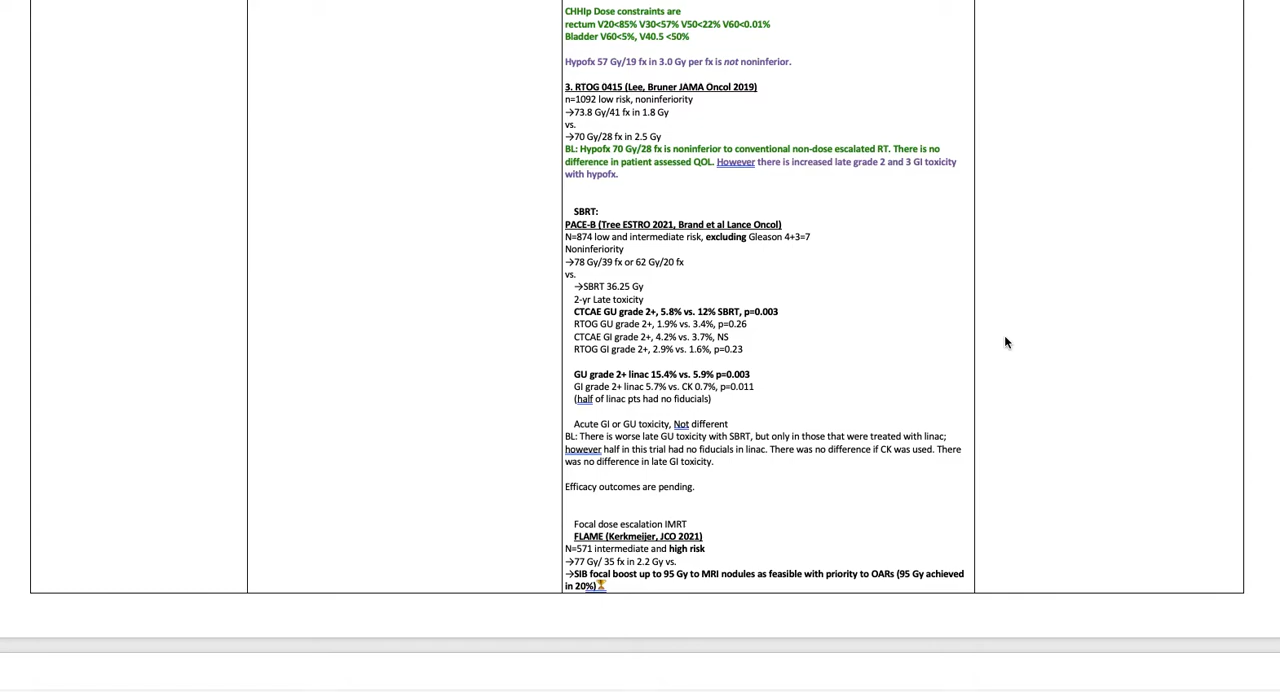 CHHIp Dose constraints are
rectum V20<85% V30<57% V50<22% V60<0.01%
Bladder V60<5%, V40.5 <50%
Hypofx 57 Gy/19 fx in 3.0 Gy per fx is not noninferior.
3. RTOG 0415 (Lee, Bruner JAMA Oncol 2019)
n=1092 low risk, noninferiority
→73.8 Gy/41 fx in 1.8 Gy
vs.
→70 Gy/28 fx in 2.5 Gy
BL: Hypofx 70 Gy/28 fx is noninferior to conventional non-dose escalated RT. There is no
difference in patient assessed QOL. However there is increased late grade 2 and 3 GI toxicity
with hypofx.
SBRT:
PACE-B (Tree ESTRO 2021, Brand et al Lance Oncol)
N=874 low and intermediate risk, excluding Gleason 4+3=7
Noninferiority
→78 Gy/39 fx or 62 Gy/20 fx
vs.
→SBRT 36.25 Gy
2-yr Late toxicity
CTCAE GU grade 2+, 5.8% vs. 12% SBRT, p=0.003
RTOG GU grade 2+, 1.9% vs. 3.4%, p=0.26
CTCAE GI grade 2+, 4.2% vs. 3.7%, NS
RTOG GI grade 2+, 2.9% vs. 1.6%, p=0.23
GU grade 2+ linac 15.4% vs. 5.9% p=0.003
GI grade 2+ linac 5.7% vs. CK 0.7%, p=0.011
(half of linac pts had no fiducials)
Acute GI or GU toxicity, Not different
BL: There is worse late GU toxicity with SBRT, but only in those that were treated with linac;
however half in this trial had no fiducials in linac. There was no difference if CK was used. There
was no difference in late GI toxicity.
Efficacy outcomes are pending.
Focal dose escalation IMRT
FLAME (Kerkmeijer, JCO 2021)
N=571 intermediate and high risk
→77 Gy/ 35 fx in 2.2 Gy vs.
→SIB focal boost up to 95 Gy to MRI nodules as feasible with priority to OARs (95 Gy achieved
in 20%)